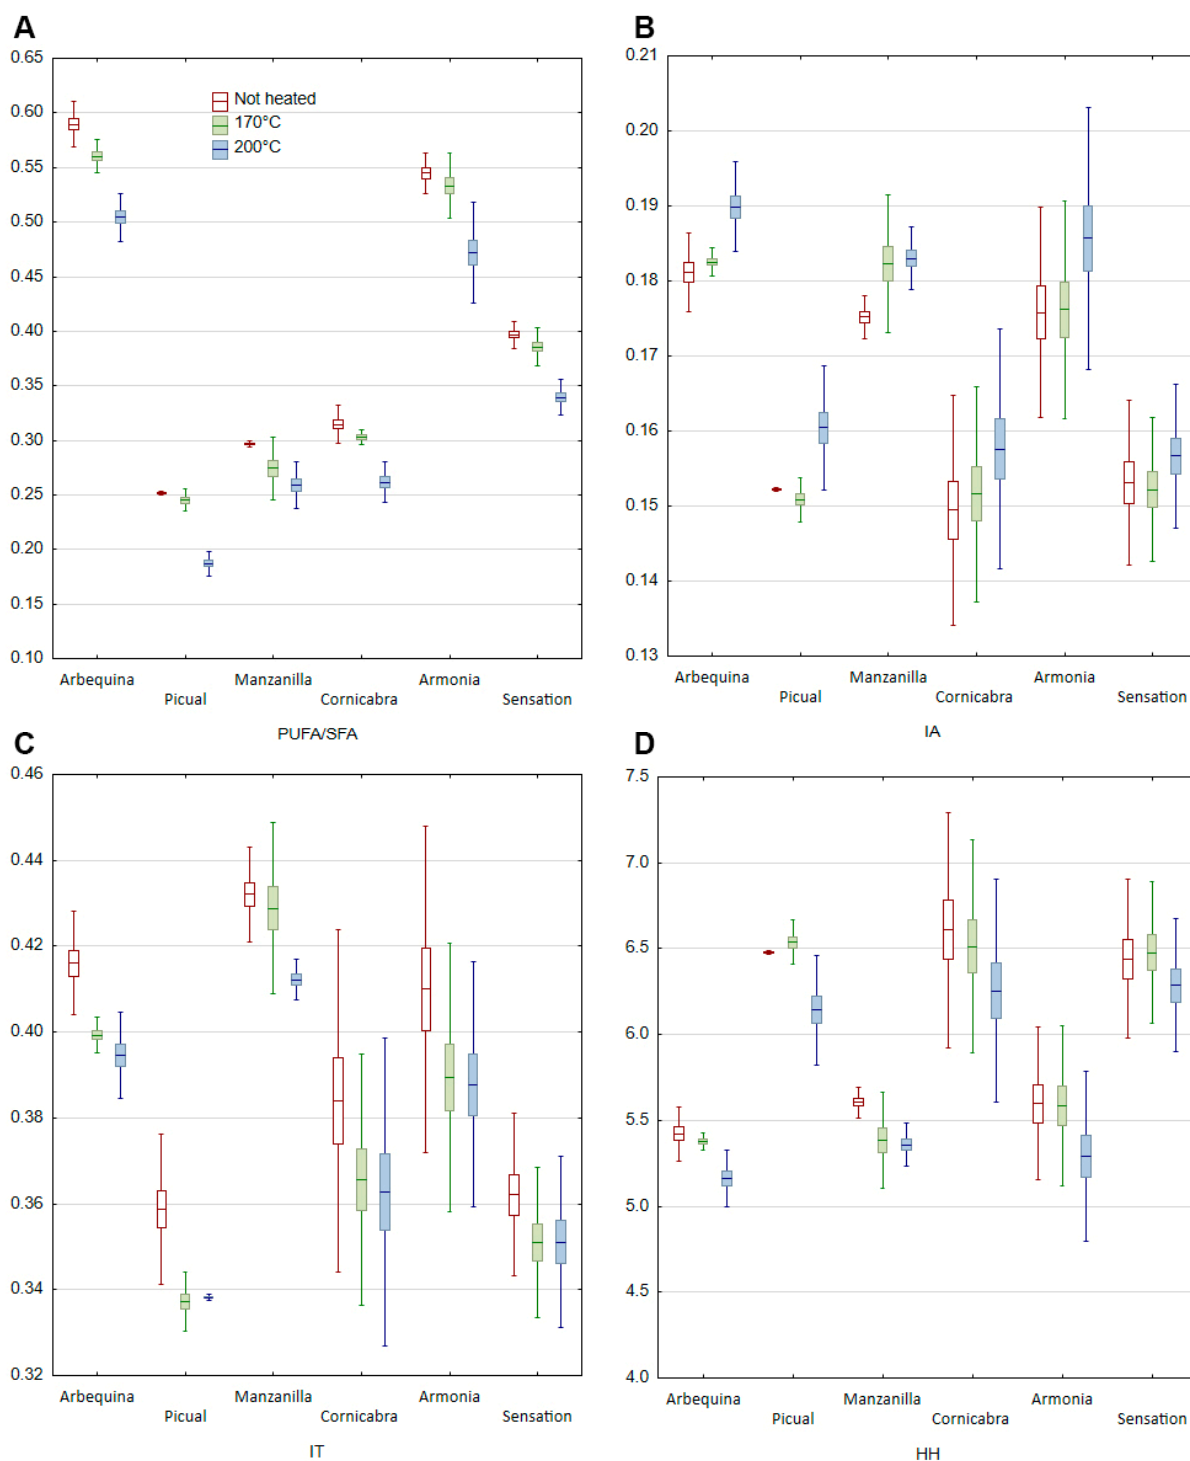 A
0.65
0.60
0.55
0.50
0.45
0.40
0.35
0.30
0.25
0.20
0.15
0.10
Not heated
170°C
200°C
Arbequina
Manzanilla
Armonia
Picual
Cornicabra
Sensation
PUFA/SFA
B
0.21
0.20
0.19
0.18
0.17
0.16
0.15
0.14
0.13
Arbequina
Manzanilla
Armonia
Picual
Cornicabra
Sensation
IA
C
0.46
0.44
0.42
0.40
0.38
0.36
0.34
0.32
Arbequina
Manzanilla
Armonia
Picual
Cornicabra
Sensation
IT
D
7.5
7.0
6.5
6.0
5.5
5.0
4.5
4.0
Arbequina
Manzanilla
Armonia
Picual
Cornicabra
Sensation
HH